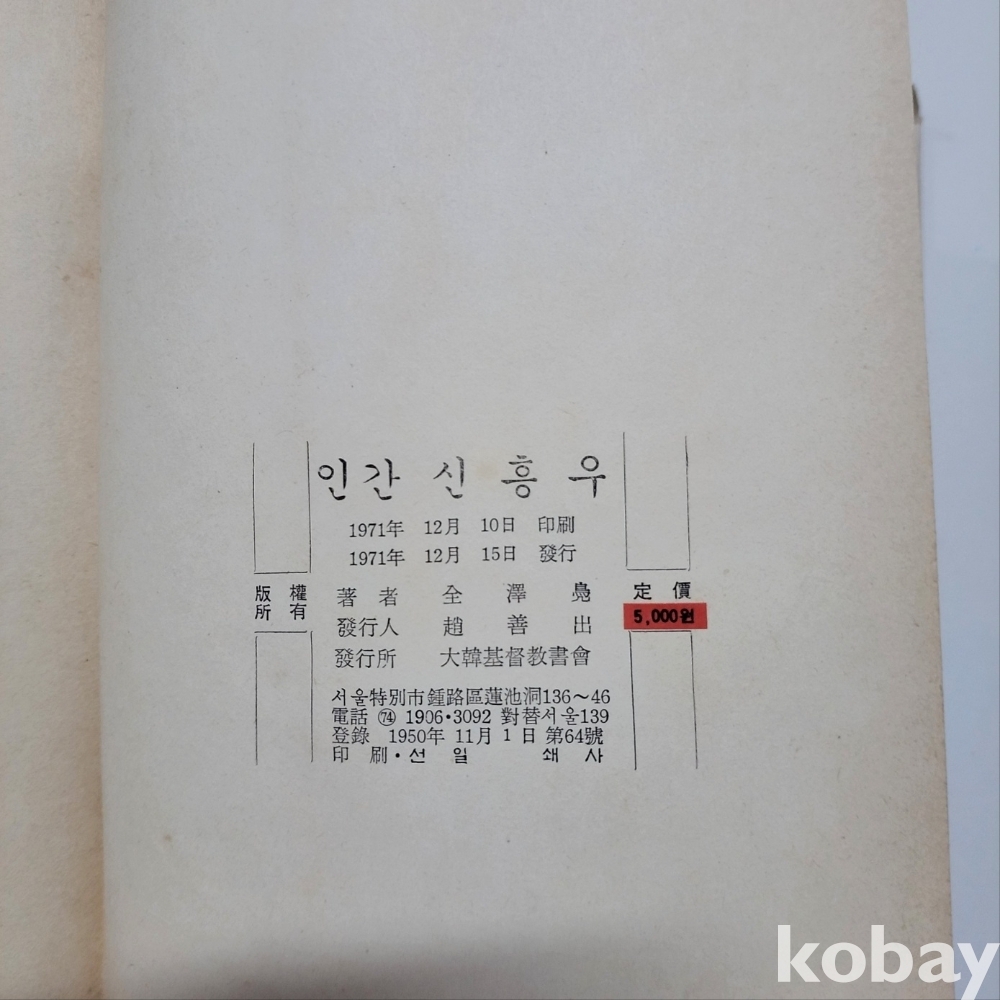 인간 신흥우
1971年 12月 10日 印刷
1971年 12月 15日 發行
版權
所有
著者 全澤鳧
發行人 趙善出
發行所 大韓基督敎書會
定價
5,000원
서울特別市鍾路區蓮池洞136～46
電話 ㊼ 1906·3092 對替서울139
登錄 1950年 11月 1日 第64號
印刷·선일 쇄사
kobay